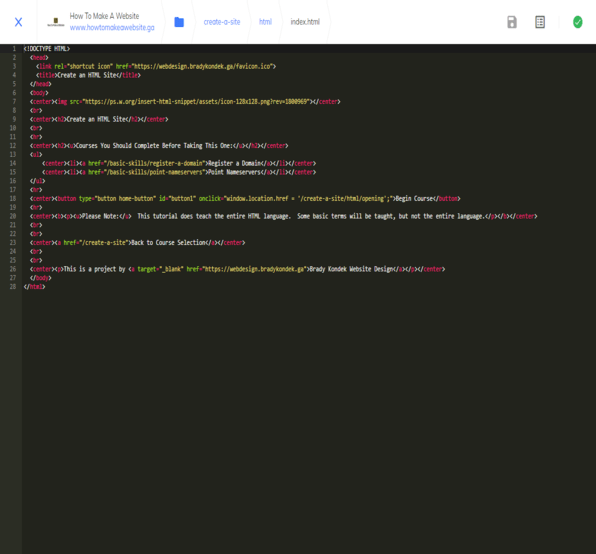 How To Make A Website
www.howtomakeawebsite.ga
create-a-site
html
index.html
1 <!DOCTYPE HTML>
2 <head>
3 <link rel="shortcut icon" href="https://webdesign.bradykondek.ga/favicon.ico">
4 <title>Create an HTML Site</title>
5 </head>
6 <body>
7 <center><img src="https://ps.w.org/insert-html-snippet/assets/icon-128x128.png?rev=1800969"></center>
8 <br>
9 <center><h2>Create an HTML Site</h2></center>
10 <br>
11 <br>
12 <center><h2><u>Courses You Should Complete Before Taking This One:</u></h2></center>
13 <ul>
14 <center><li><a href="/basic-skills/register-a-domain">Register a Domain</a></li></center>
15 <center><li><a href="/basic-skills/point-nameservers">Point Nameservers</a></li></center>
16 </ul>
17 <br>
18 <center><button type="button home-button" id="button1" onclick="window.location.href = '/create-a-site/html/opening';">Begin Course</button>
19 <br>
20 <center><b><p><u>Please Note:</u> This tutorial does teach the entire HTML language. Some basic terms will be taught, but not the entire language.</p></b></center>
21 <br>
22 <br>
23 <center><a href="/create-a-site">Back to Course Selection</a></center>
24 <br>
25 <br>
26 <center><p>This is a project by <a target="_blank" href="https://webdesign.bradykondek.ga">Brady Kondek Website Design</a></p></center>
27 </body>
28 </html>